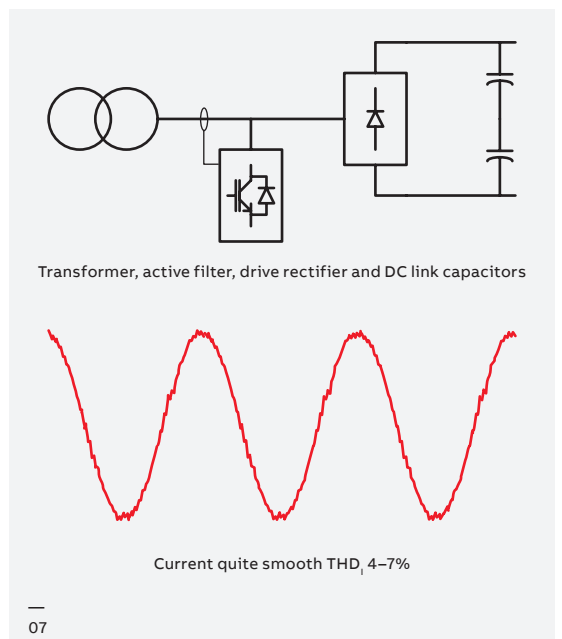 Transformer, active filter, drive rectifier and DC link capacitors
Current quite smooth THDI 4–7%
—
07